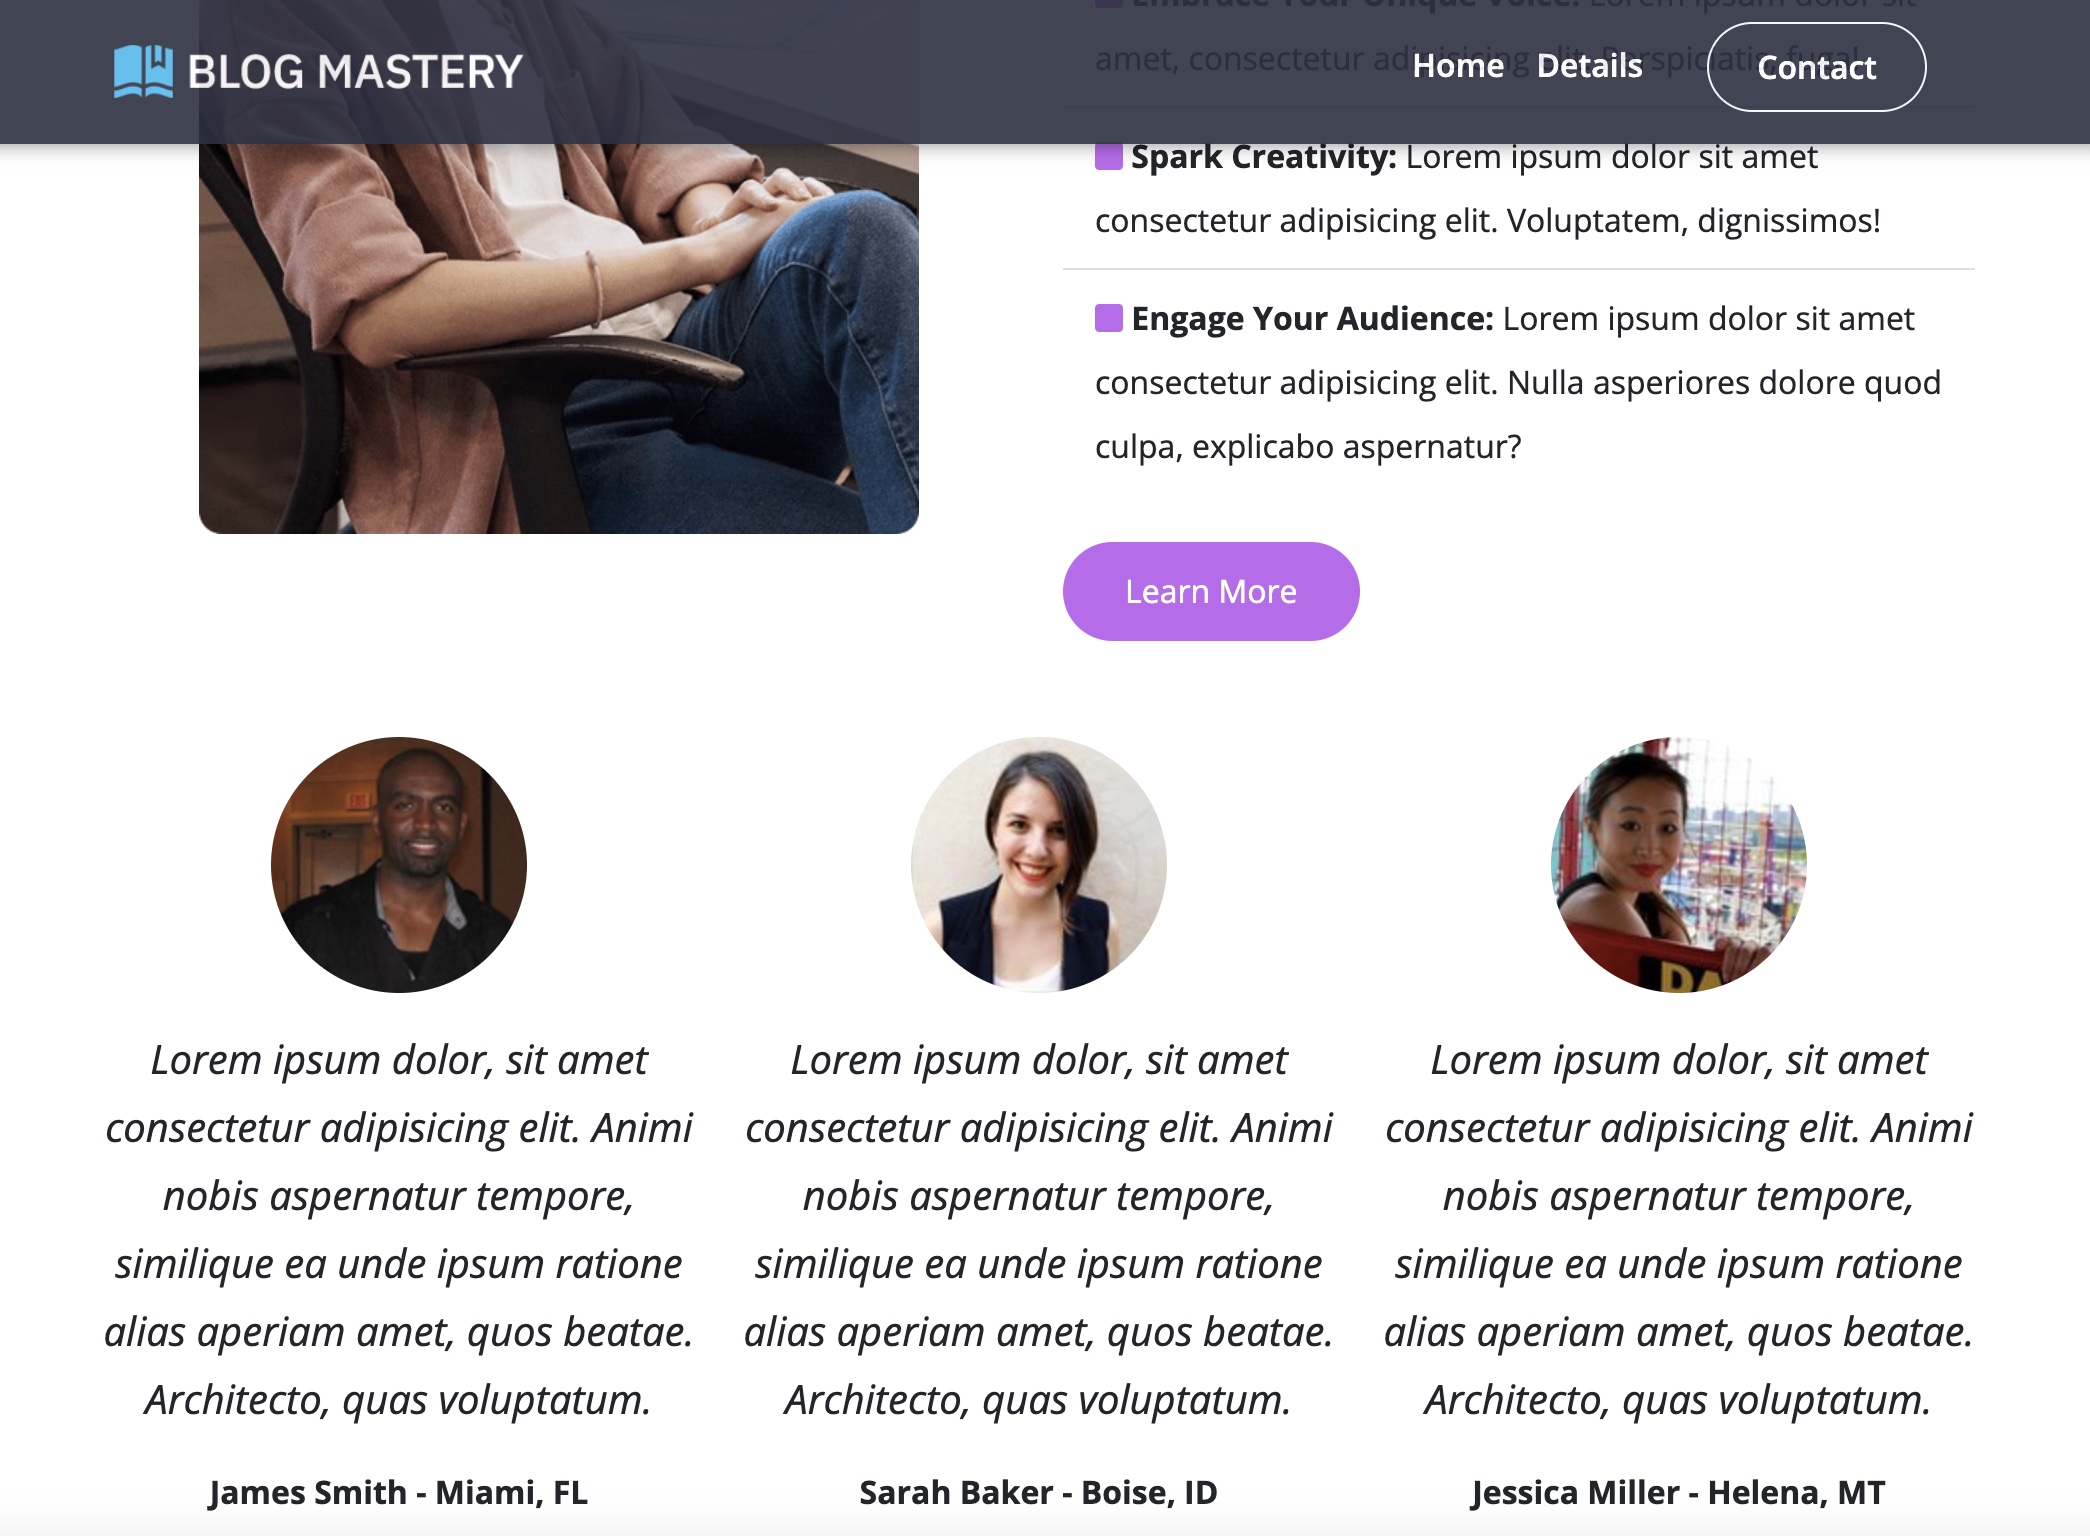 BLOG MASTERY
Home Details Contact
Embrace Your Unique Voice: Lorem ipsum dolor sit
amet, consectetur adipisicing elit. Perspiciatis, fuga!
Spark Creativity: Lorem ipsum dolor sit amet
consectetur adipisicing elit. Voluptatem, dignissimos!
Engage Your Audience: Lorem ipsum dolor sit amet
consectetur adipisicing elit. Nulla asperiores dolore quod
culpa, explicabo aspernatur?
Learn More
EXIT
DA
Lorem ipsum dolor, sit amet
consectetur adipisicing elit. Animi
nobis aspernatur tempore,
similique ea unde ipsum ratione
alias aperiam amet, quos beatae.
Architecto, quas voluptatum.
James Smith - Miami, FL
Lorem ipsum dolor, sit amet
consectetur adipisicing elit. Animi
nobis aspernatur tempore,
similique ea unde ipsum ratione
alias aperiam amet, quos beatae.
Architecto, quas voluptatum.
Sarah Baker - Boise, ID
Lorem ipsum dolor, sit amet
consectetur adipisicing elit. Animi
nobis aspernatur tempore,
similique ea unde ipsum ratione
alias aperiam amet, quos beatae.
Architecto, quas voluptatum.
Jessica Miller - Helena, MT